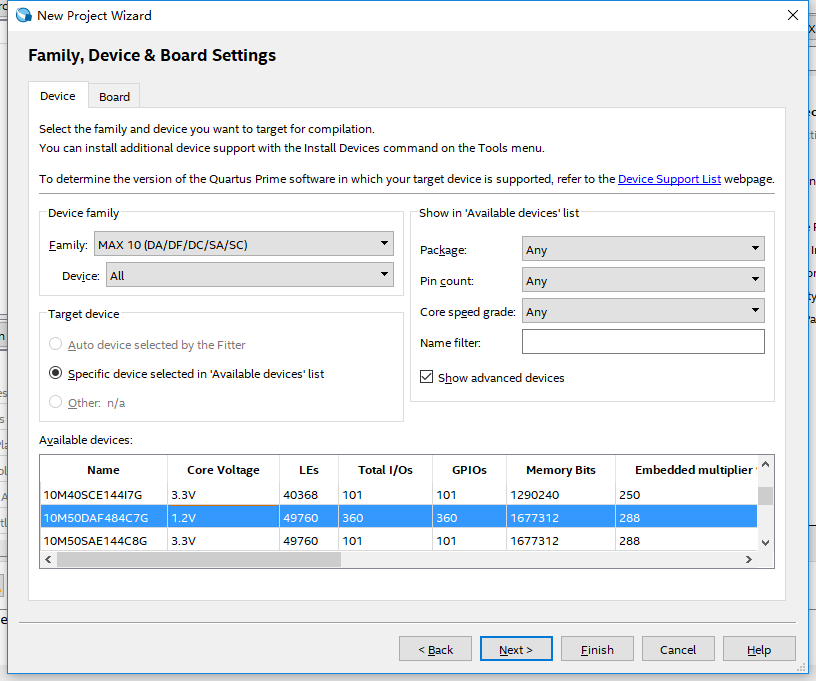 New Project Wizard
Family, Device & Board Settings
Device Board
Select the family and device you want to target for compilation.
You can install additional device support with the Install Devices command on the Tools menu.
To determine the version of the Quartus Prime software in which your target device is supported, refer to the Device Support List webpage.
Device family
Family: MAX 10 (DA/DF/DC/SA/SC)
Device: All
Show in 'Available devices' list
Package: Any
Pin count: Any
Core speed grade: Any
Name filter:
Show advanced devices
Target device
Auto device selected by the Fitter
Specific device selected in 'Available devices' list
Other: n/a
Available devices:
Name Core Voltage LEs Total I/Os GPIOs Memory Bits Embedded multiplier
10M40SCE144I7G 3.3V 40368 101 101 1290240 250
10M50DAF484C7G 1.2V 49760 360 360 1677312 288
10M50SAE144C8G 3.3V 49760 101 101 1677312 288
< Back Next > Finish Cancel Help